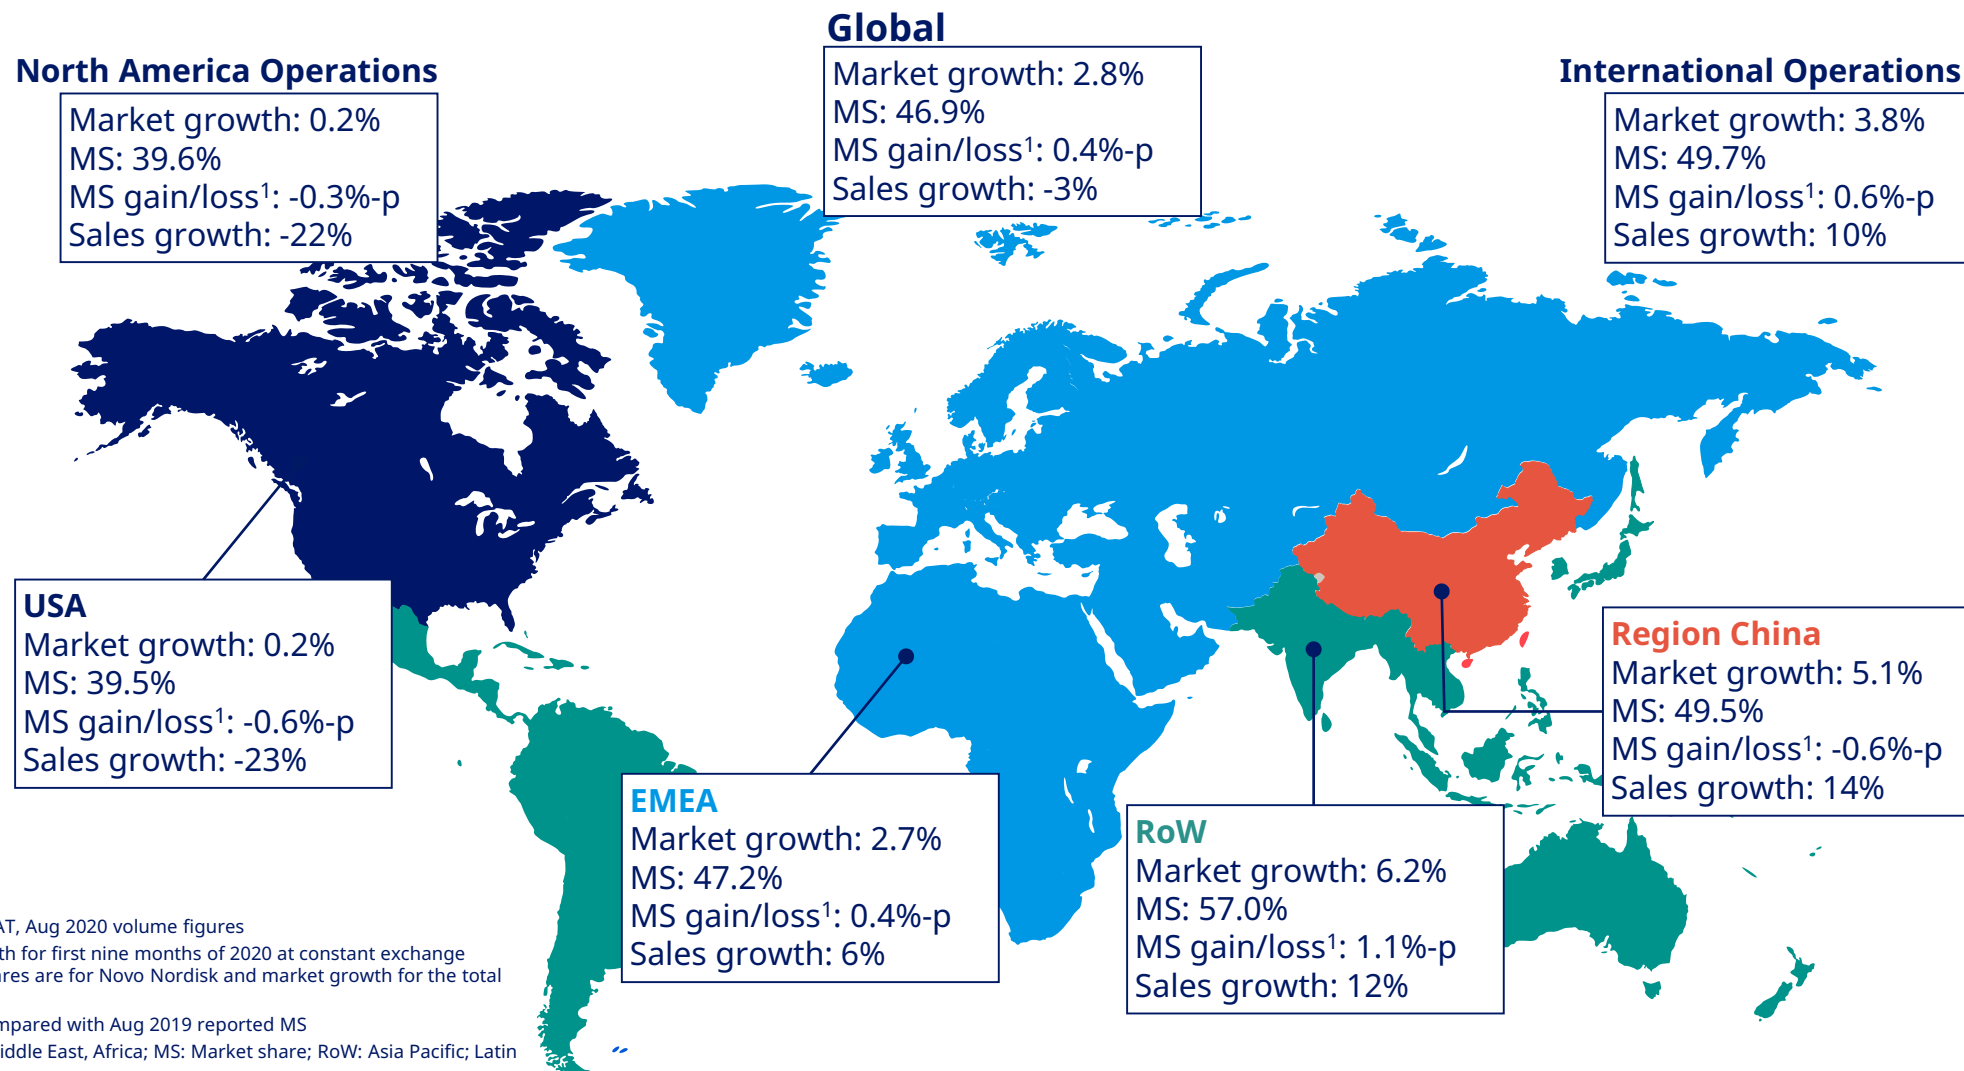 Global
Market growth: 2.8%
MS: 46.9%
MS gain/loss¹: 0.4%-p
Sales growth: -3%
North America Operations
Market growth: 0.2%
MS: 39.6%
MS gain/loss¹: -0.3%-p
Sales growth: -22%
International Operations
Market growth: 3.8%
MS: 49.7%
MS gain/loss¹: 0.6%-p
Sales growth: 10%
USA
Market growth: 0.2%
MS: 39.5%
MS gain/loss¹: -0.6%-p
Sales growth: -23%
EMEA
Market growth: 2.7%
MS: 47.2%
MS gain/loss¹: 0.4%-p
Sales growth: 6%
RoW
Market growth: 6.2%
MS: 57.0%
MS gain/loss¹: 1.1%-p
Sales growth: 12%
Region China
Market growth: 5.1%
MS: 49.5%
MS gain/loss¹: -0.6%-p
Sales growth: 14%
AT, Aug 2020 volume figures
th for first nine months of 2020 at constant exchange
ares are for Novo Nordisk and market growth for the total
mpared with Aug 2019 reported MS
iddle East, Africa; MS: Market share; RoW: Asia Pacific; Latin